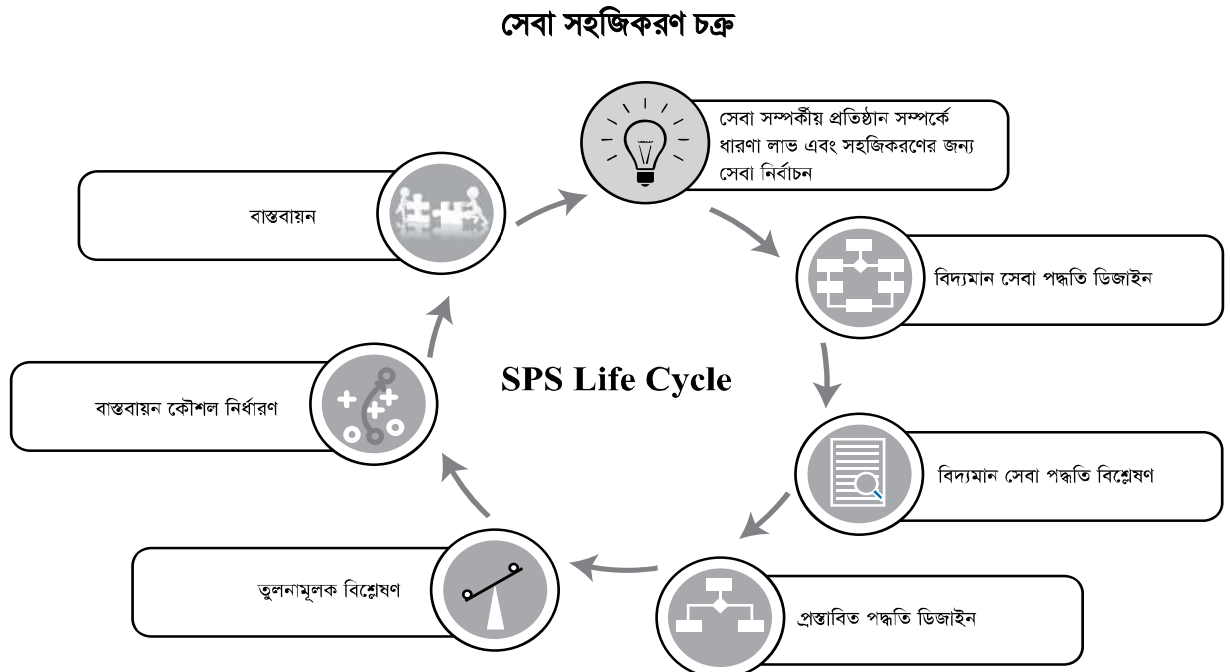 সেবা সহজিকরণ চক্র
সেবা সম্পর্কীয় প্রতিষ্ঠান সম্পর্কে
ধারণা লাভ এবং সহজিকরণের জন্য
সেবা নির্বাচন
বিদ্যমান সেবা পদ্ধতি ডিজাইন
বিদ্যমান সেবা পদ্ধতি বিশ্লেষণ
প্রস্তাবিত পদ্ধতি ডিজাইন
তুলনামূলক বিশ্লেষণ
বাস্তবায়ন কৌশল নির্ধারণ
বাস্তবায়ন
SPS Life Cycle